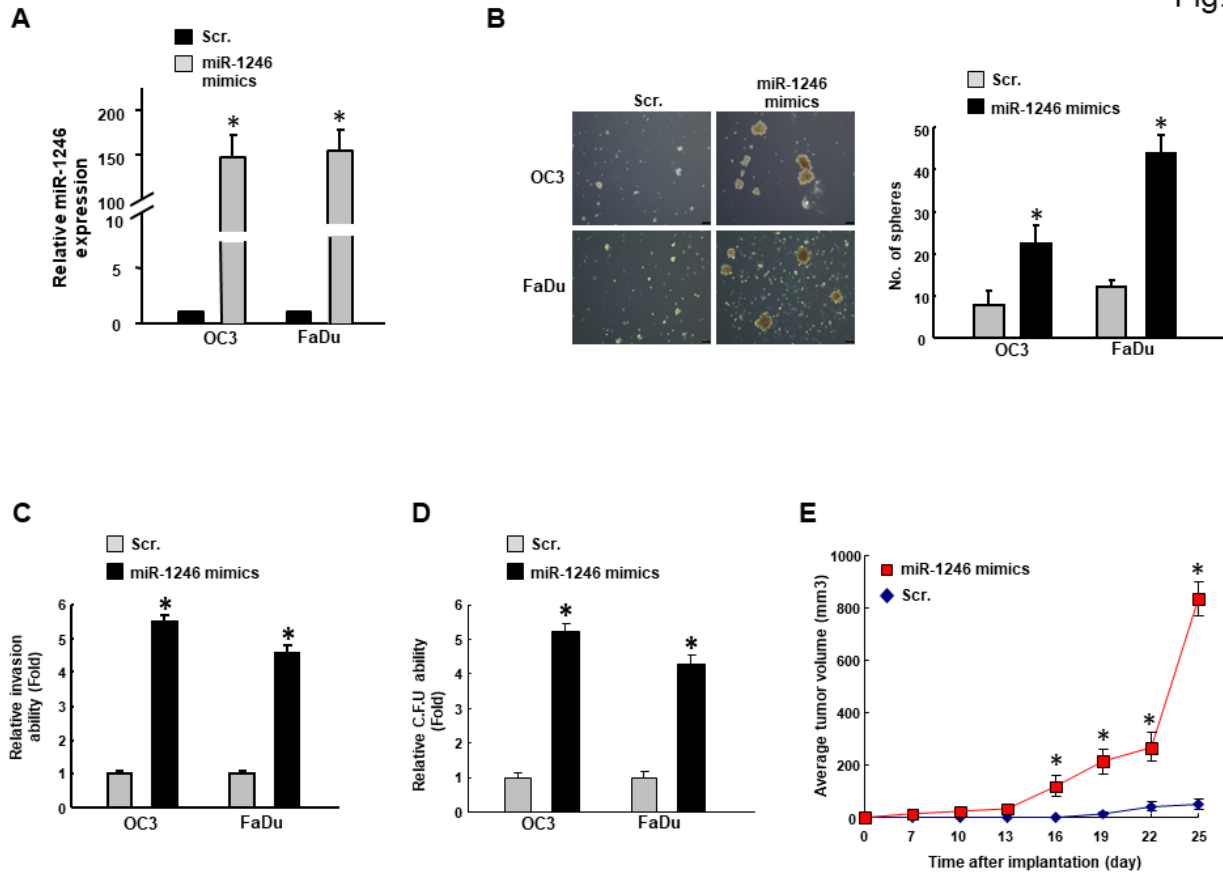 Fig.
A
Scr.
miR-1246
mimics
Relative miR-1246
expression
200
150
100
10
5
0
*
*
OC3
FaDu
B
Scr.
miR-1246
mimics
OC3
FaDu
Scr.
miR-1246 mimics
No. of spheres
50
40
30
20
10
0
*
*
OC3
FaDu
C
Scr.
miR-1246 mimics
Relative invasion
ability (Fold)
6
5
4
3
2
1
0
*
*
OC3
FaDu
D
Scr.
miR-1246 mimics
Relative C.F.U ability
(Fold)
6
5
4
3
2
1
0
*
*
OC3
FaDu
E
miR-1246 mimics
Scr.
Average tumor volume (mm3)
1000
800
600
400
200
0
*
*
*
*
0 7 10 13 16 19 22 25
Time after implantation (day)